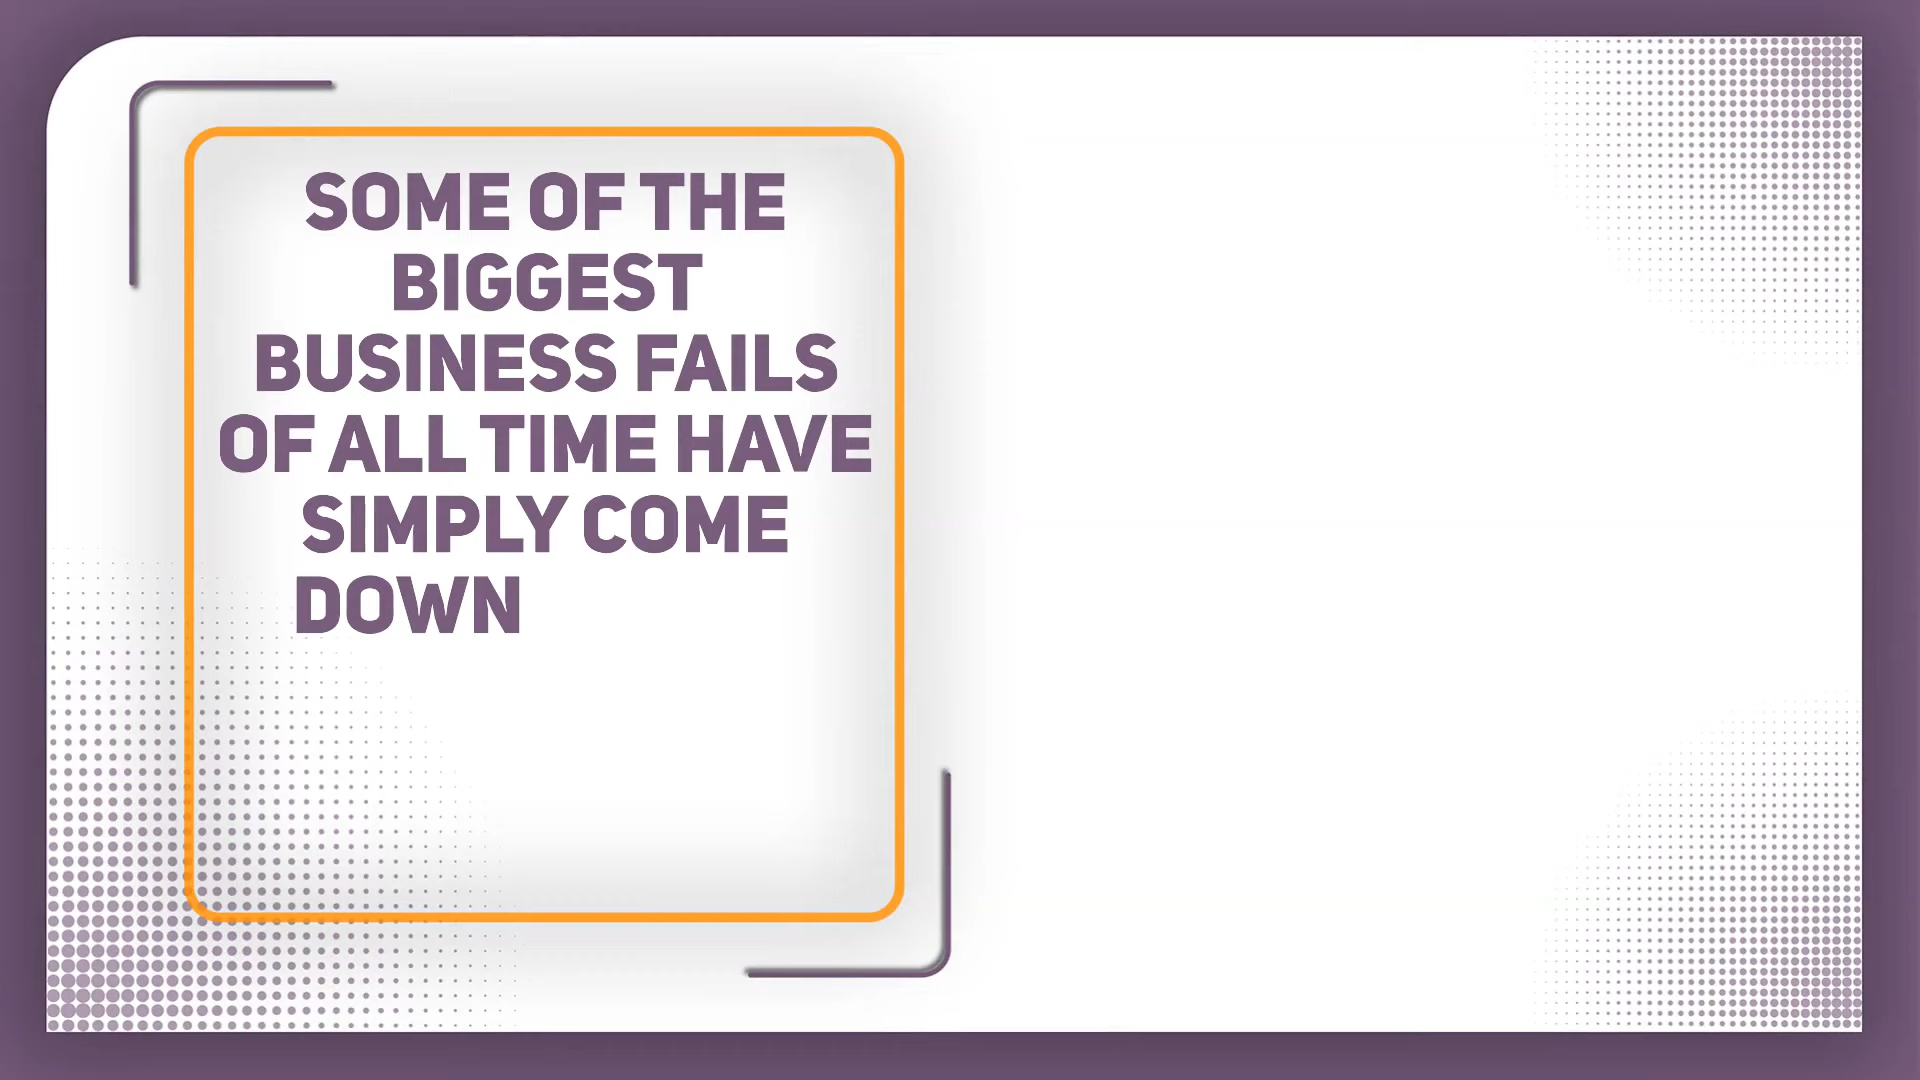 SOME OF THE
BIGGEST
BUSINESS FAILS
OF ALL TIME HAVE
SIMPLY COME
DOWN